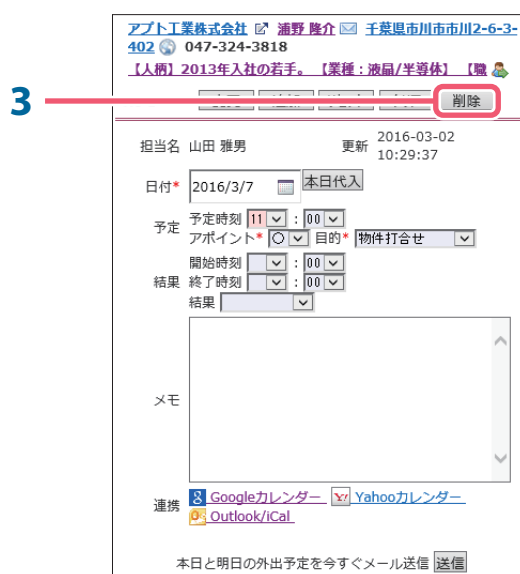 アプト工業株式会社 浦野 隆介 千葉県市川市市川2-6-3-
402 047-324-3818
【人柄】2013年入社の若手。【業種：液晶/半導体】【職
3
削除
担当名 山田 雅男 更新 2016-03-02
10:29:37
日付* 2016/3/7 本日代入
予定 予定時刻 11 : 00
アポイント* ○ 目的* 物件打合せ
開始時刻 : 00
結果 終了時刻 : 00
結果
メモ
連携 Googleカレンダー Yahooカレンダー
Outlook/iCal
本日と明日の外出予定を今すぐメール送信 送信